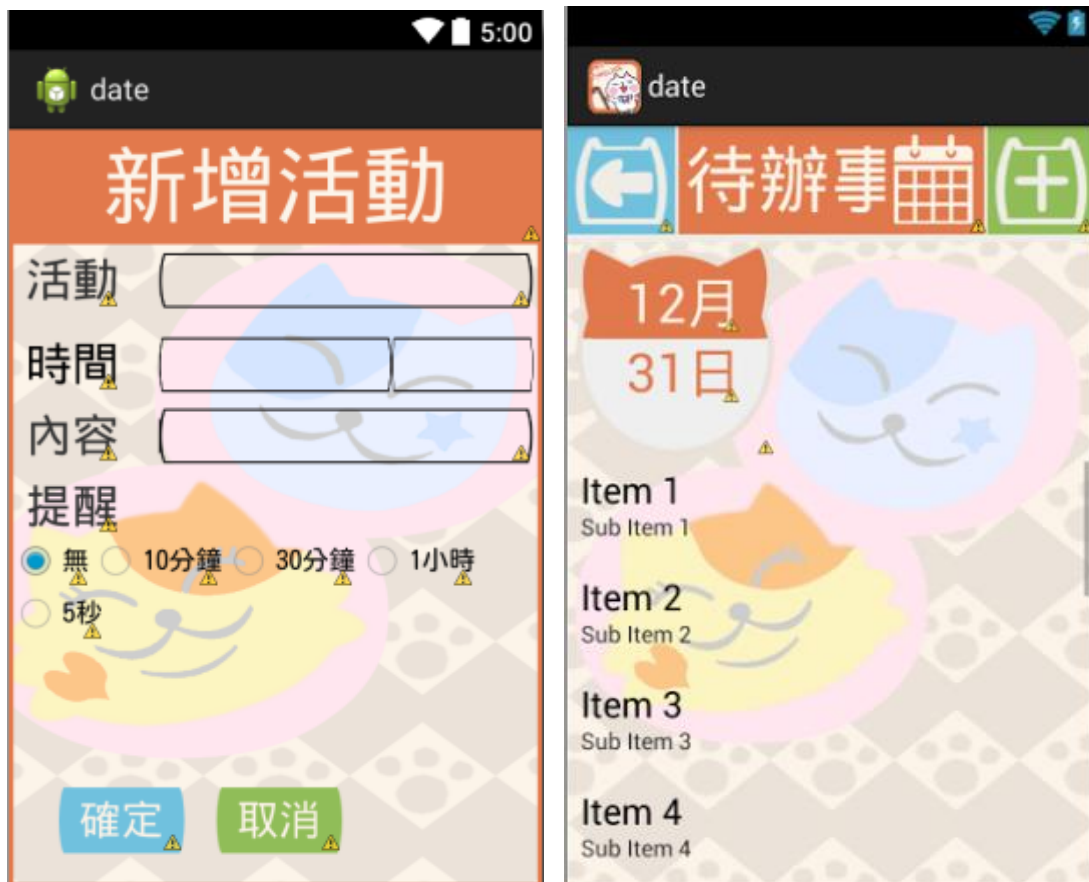 5:00
date
新增活動
活動
時間
內容
提醒
無 10分鐘 30分鐘 1小時
5秒
確定 取消
date
待辦事
12月
31日
Item 1
Sub Item 1
Item 2
Sub Item 2
Item 3
Sub Item 3
Item 4
Sub Item 4